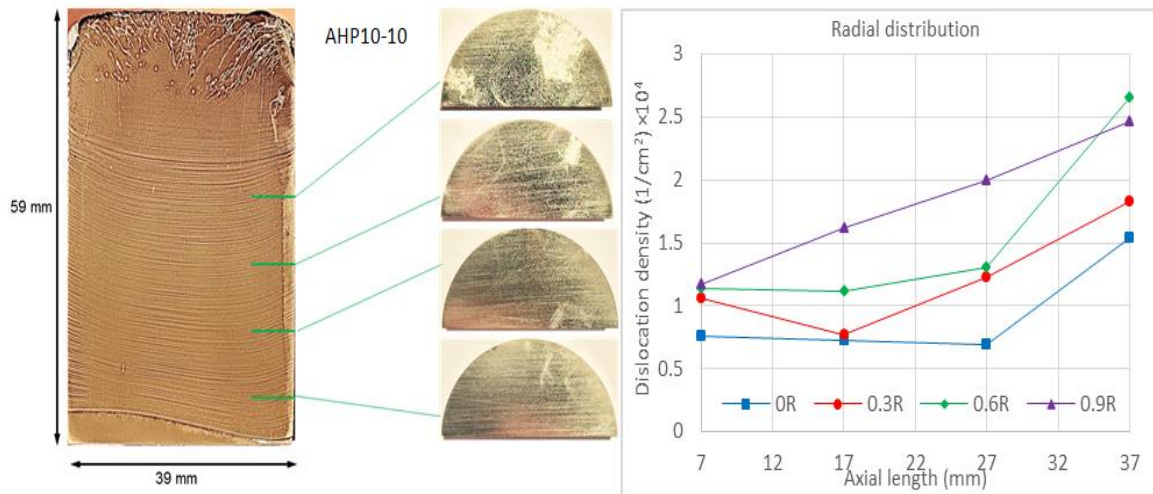 AHP10-10
59 mm
39 mm
Radial distribution
Dislocation density (1/cm²) ×10⁴
3
2.5
2
1.5
1
0.5
0
0R
0.3R
0.6R
0.9R
7 12 17 22 27 32 37
Axial length (mm)